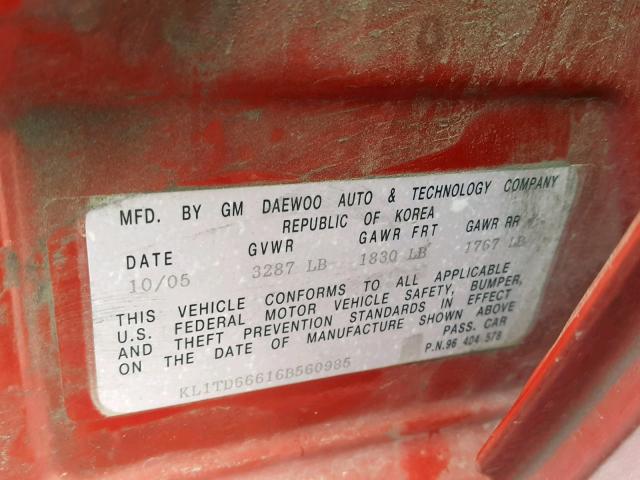 MFD. BY GM DAEWOO AUTO & TECHNOLOGY COMPANY
REPUBLIC OF KOREA
DATE GVWR GAWR FRT GAWR RR
10/05 3287 LB 1830 LB 1767 LB
THIS VEHICLE CONFORMS TO ALL APPLICABLE
U.S. FEDERAL MOTOR VEHICLE SAFETY, BUMPER,
AND THEFT PREVENTION STANDARDS IN EFFECT
ON THE DATE OF MANUFACTURE SHOWN ABOVE
PASS. CAR
KL1TD66616B560985 P.N.96 404 578